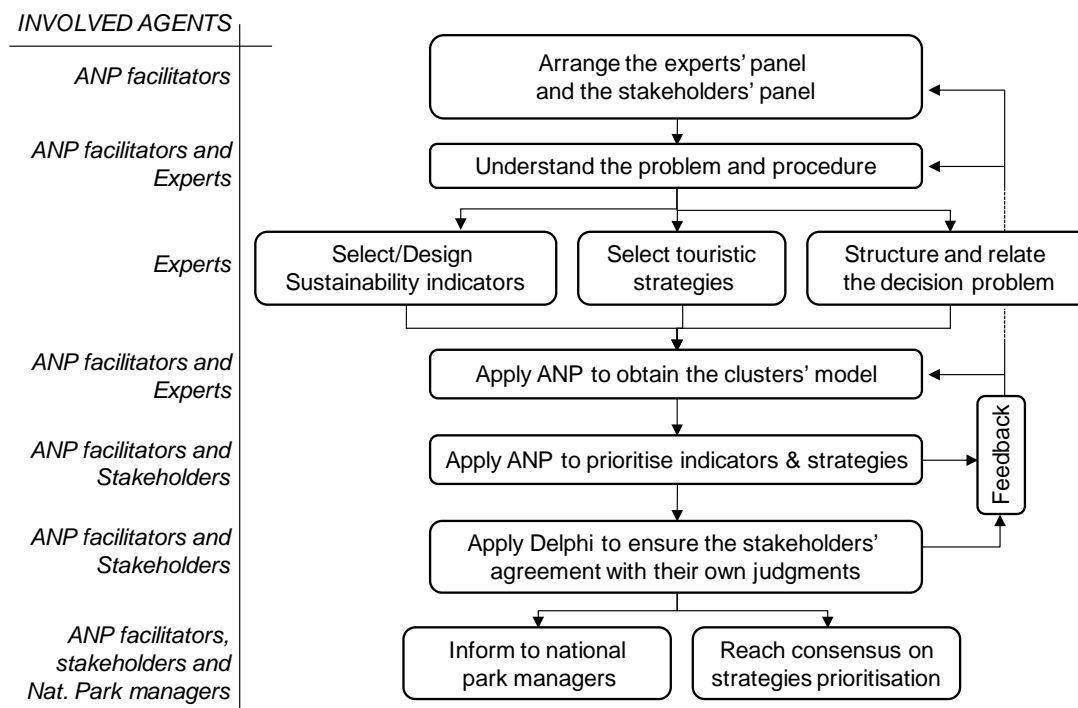 INVOLVED AGENTS
ANP facilitators
Arrange the experts’ panel
and the stakeholders’ panel
ANP facilitators and
Experts
Understand the problem and procedure
Experts
Select/Design
Sustainability indicators
Select touristic
strategies
Structure and relate
the decision problem
ANP facilitators and
Experts
Apply ANP to obtain the clusters’ model
ANP facilitators and
Stakeholders
Apply ANP to prioritise indicators & strategies
Feedback
ANP facilitators and
Stakeholders
Apply Delphi to ensure the stakeholders’
agreement with their own judgments
ANP facilitators,
stakeholders and
Nat. Park managers
Inform to national
park managers
Reach consensus on
strategies prioritisation